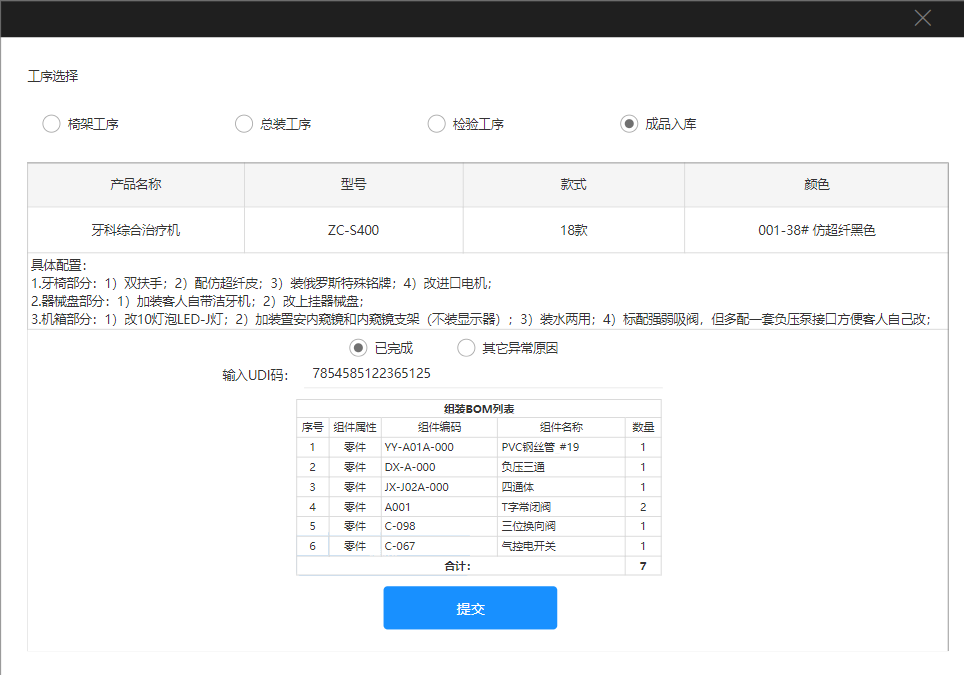 工序选择
椅架工序 总装工序 检验工序 成品入库
产品名称 型号 款式 颜色
牙科综合治疗机 ZC-S400 18款 001-38# 仿超纤黑色
具体配置：
1.牙椅部分：1）双扶手；2）配仿超纤皮；3）装俄罗斯特殊铭牌；4）改进口电机；
2.器械盘部分：1）加装客人自带洁牙机；2）改上挂器械盘；
3.机箱部分：1）改10灯泡LED-J灯；2）加装置安内窥镜和内窥镜支架（不装显示器）；3）装水两用；4）标配强弱吸阀，但多配一套负压泵接口方便客人自己改；
已完成 其它异常原因
输入UDI码： 7854585122365125
组装BOM列表
序号 组件属性 组件编码 组件名称 数量
1 零件 YY-A01A-000 PVC钢丝管 #19 1
2 零件 DX-A-000 负压三通 1
3 零件 JX-J02A-000 四通体 1
4 零件 A001 T字常闭阀 2
5 零件 C-098 三位换向阀 1
6 零件 C-067 气控电开关 1
合计： 7
提交